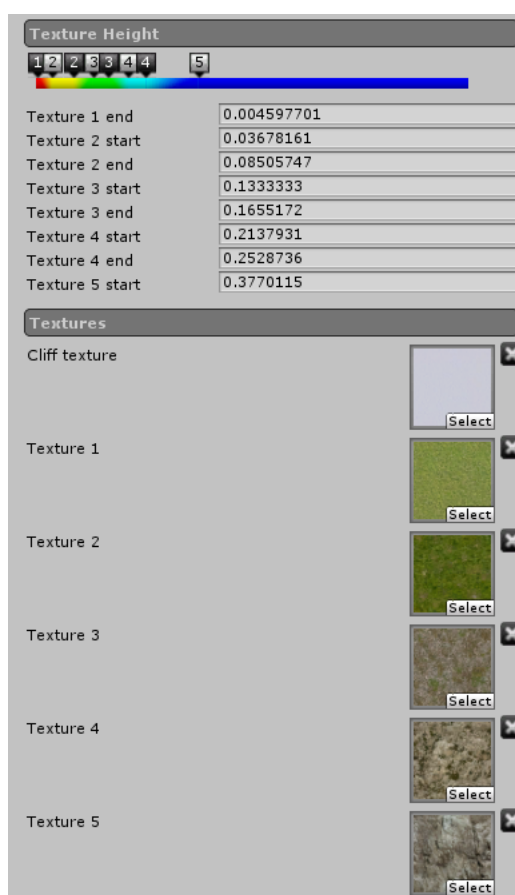 Texture Height
1 2 2 3 3 4 4 5
Texture 1 end 0.004597701
Texture 2 start 0.03678161
Texture 2 end 0.08505747
Texture 3 start 0.1333333
Texture 3 end 0.1655172
Texture 4 start 0.2137931
Texture 4 end 0.2528736
Texture 5 start 0.3770115
Textures
Cliff texture
Select
Texture 1
Select
Texture 2
Select
Texture 3
Select
Texture 4
Select
Texture 5
Select